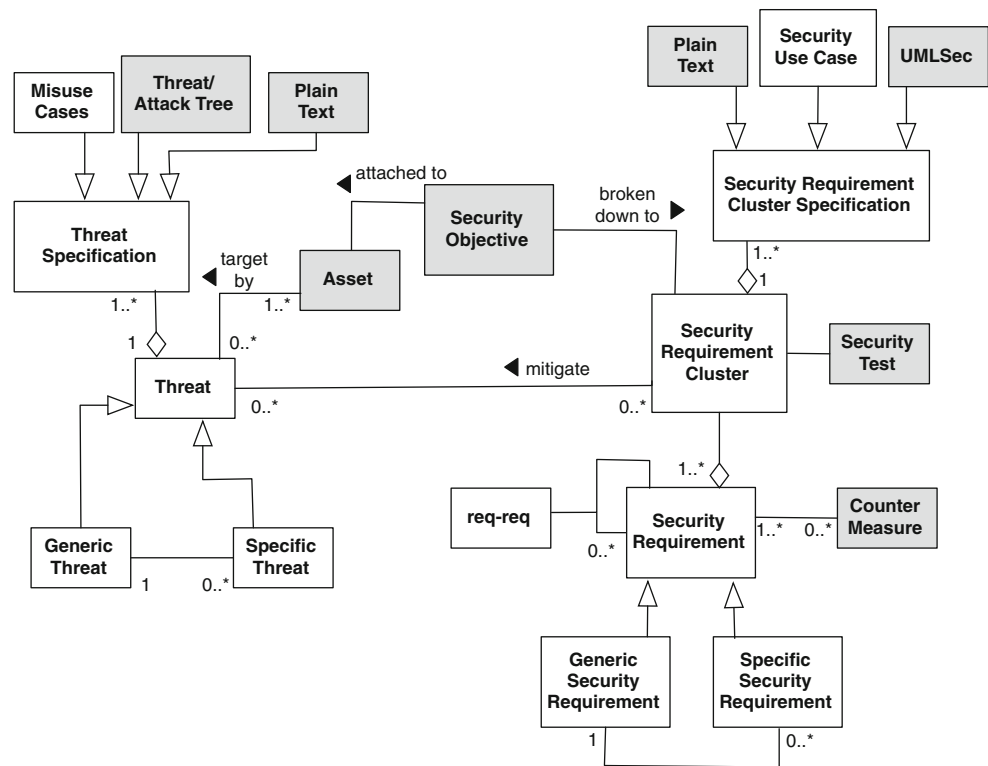 Misuse
Cases
Threat/
Attack Tree
Plain
Text
Plain
Text
Security
Use Case
UMLSec
Threat
Specification
attached to
Security
Objective
broken
down to
Security Requirement
Cluster Specification
target
by
Asset
1..*
1..*
1..*
1
1
0..*
Security
Requirement
Cluster
Security
Test
Threat
mitigate
0..*
0..*
1..*
req-req
Security
Requirement
0..*
1..*
0..*
Counter
Measure
Generic
Threat
1
0..*
Specific
Threat
Generic
Security
Requirement
Specific
Security
Requirement
1
0..*